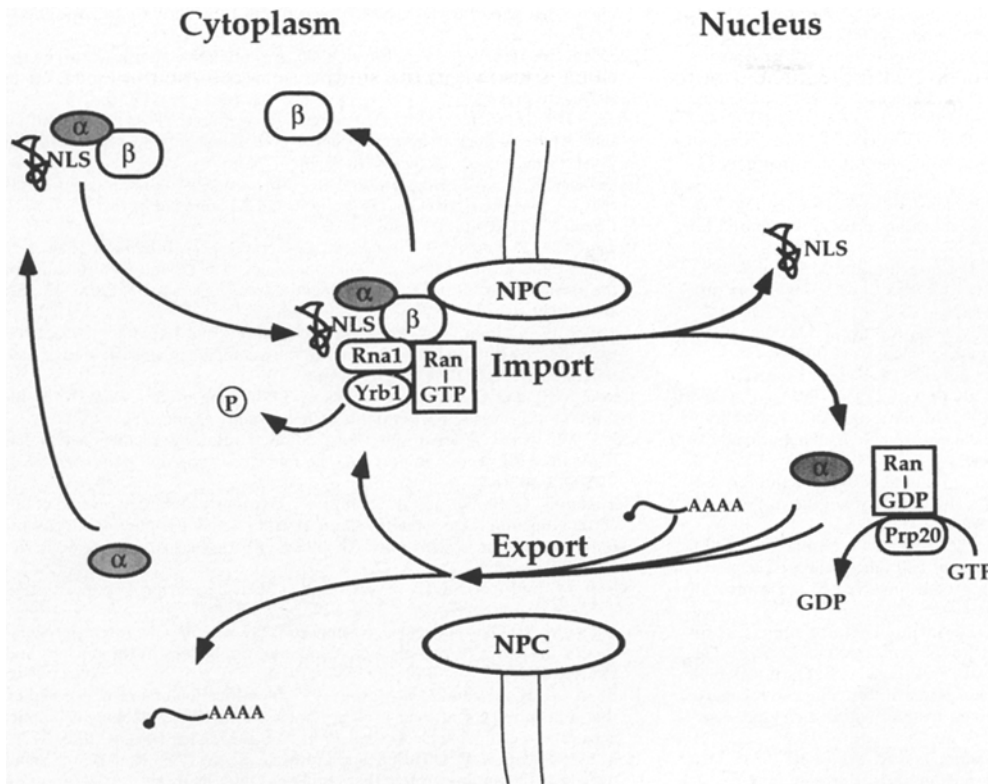 Cytoplasm
Nucleus
α
β
NLS
β
NLS
NPC
α
β
NLS
Rna1
Ran
GTP
Yrb1
Import
P
α
Ran
GDP
Prp20
AAAA
Export
α
GDP
GTP
NPC
AAAA